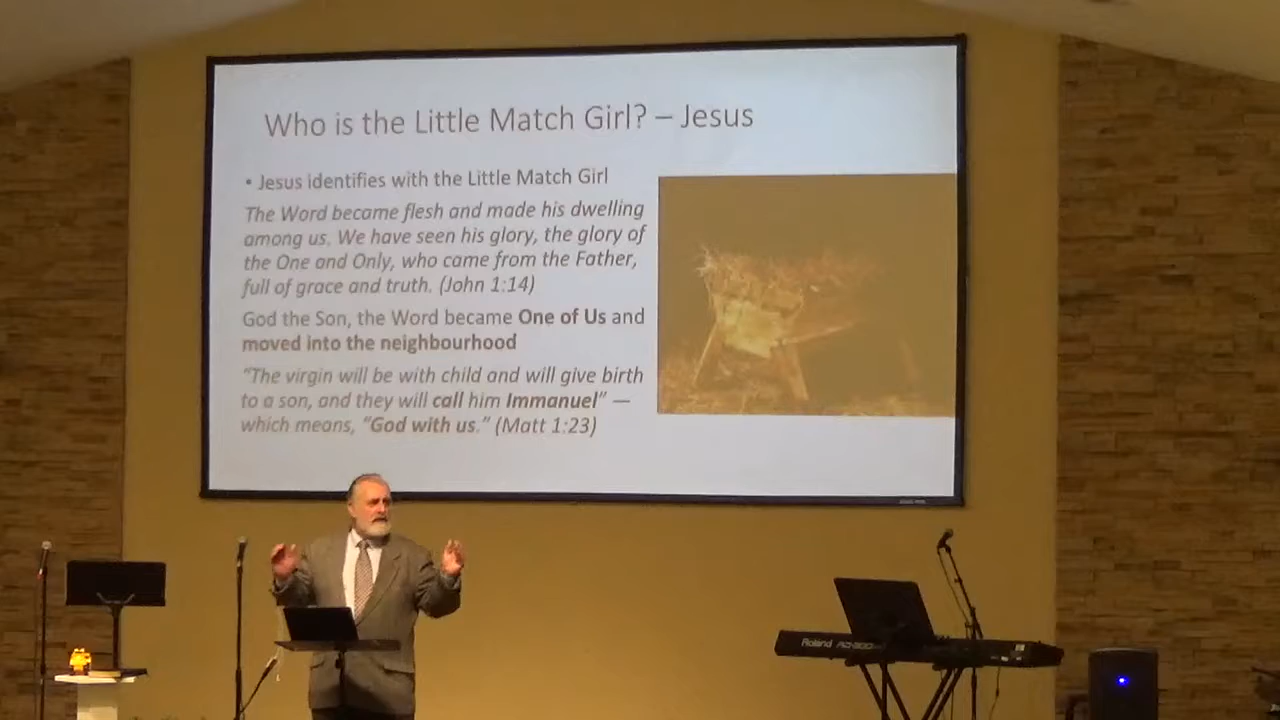 Who is the Little Match Girl? – Jesus
• Jesus identifies with the Little Match Girl
The Word became flesh and made his dwelling
among us. We have seen his glory, the glory of
the One and Only, who came from the Father,
full of grace and truth. (John 1:14)
God the Son, the Word became One of Us and
moved into the neighbourhood
“The virgin will be with child and will give birth
to a son, and they will call him Immanuel” —
which means, “God with us.” (Matt 1:23)
Roland